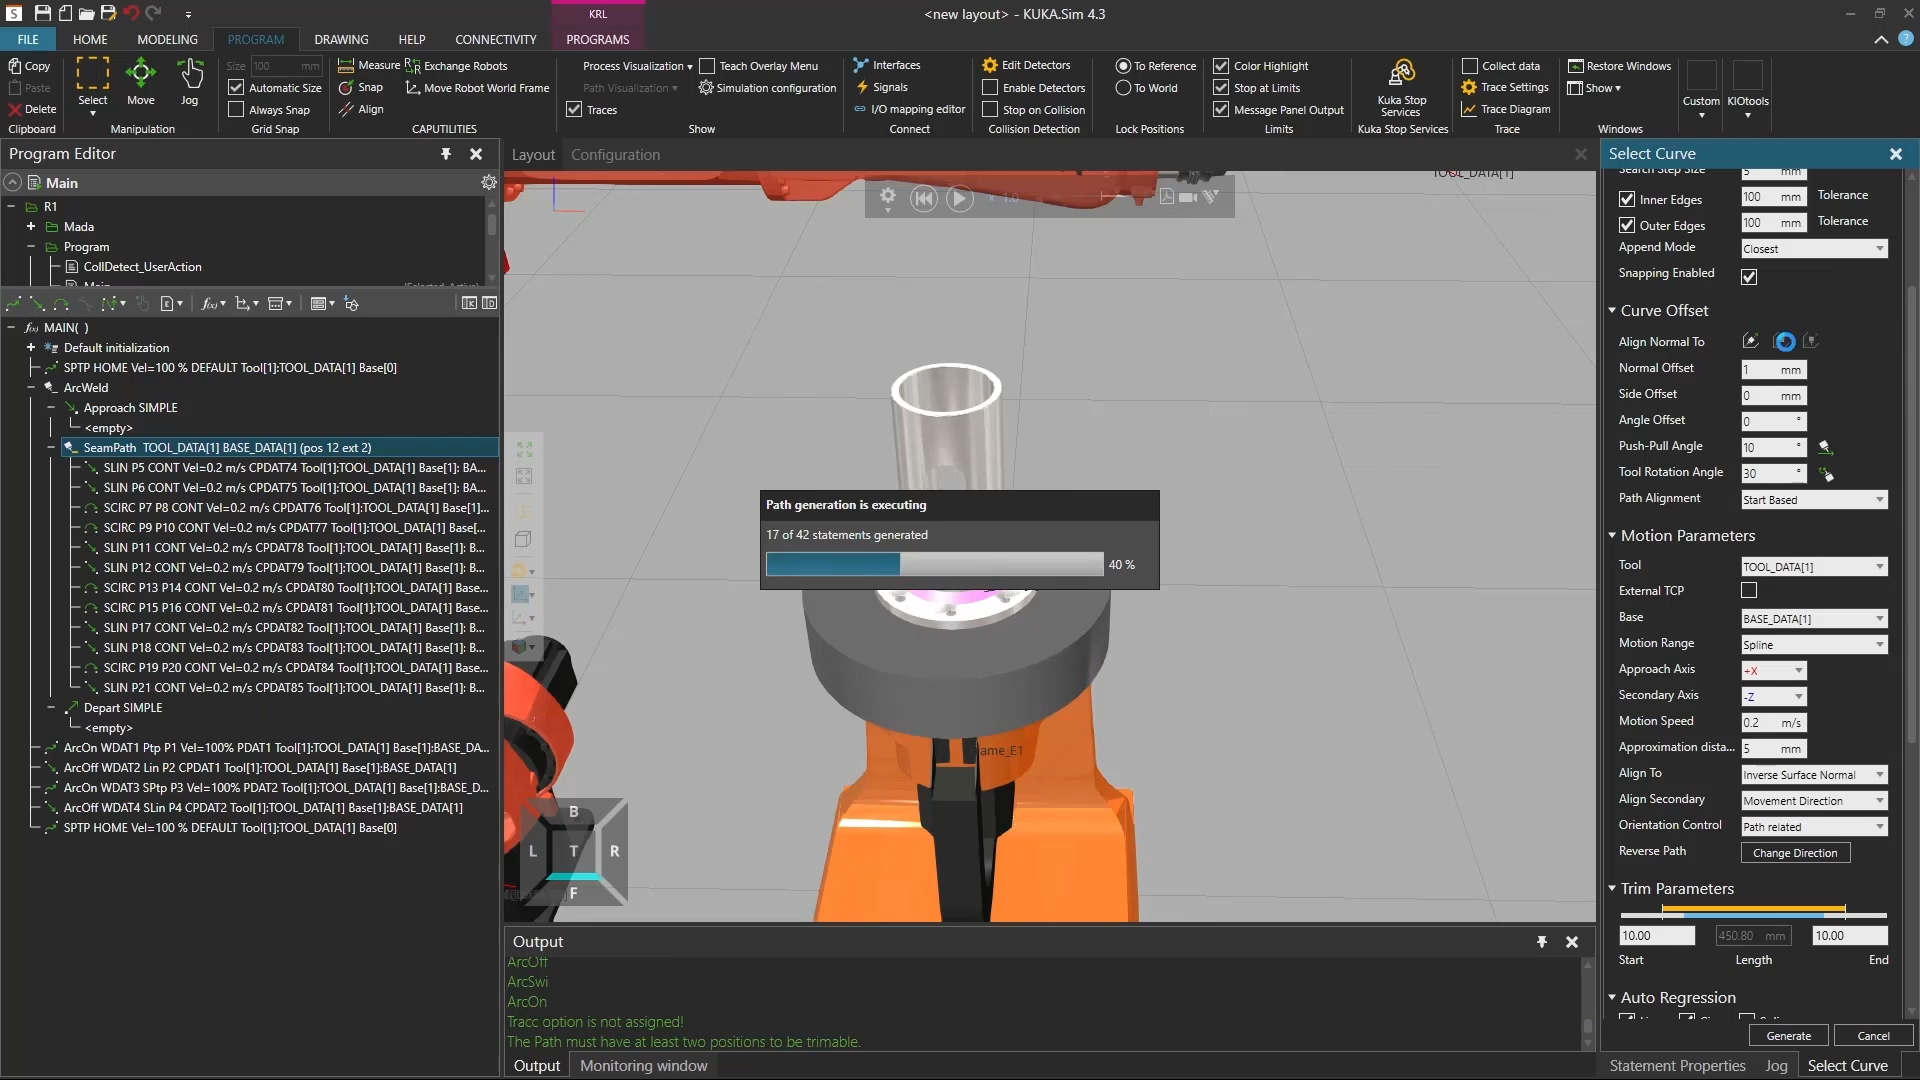 <new layout> - KUKA.Sim 4.3
KRL
FILE HOME MODELING PROGRAM DRAWING HELP CONNECTIVITY PROGRAMS
Copy
Paste
Delete
Clipboard
Select
Move
Jog
Manipulation
Size 100 mm
Automatic Size
Always Snap
Grid Snap
Measure
Snap
Align
Exchange Robots
Move Robot World Frame
CAPUTILITIES
Process Visualization
Path Visualization
Traces
Teach Overlay Menu
Simulation configuration
Show
Interfaces
Signals
I/O mapping editor
Connect
Edit Detectors
Enable Detectors
Stop on Collision
Collision Detection
To Reference
To World
Lock Positions
Color Highlight
Stop at Limits
Message Panel Output
Limits
Kuka Stop
Services
Kuka Stop Services
Collect data
Trace Settings
Trace Diagram
Trace
Restore Windows
Show
Windows
Custom
KIOtools
Program Editor
Main
R1
Mada
Program
CollDetect_UserAction
MAIN( )
Default initialization
SPTP HOME Vel=100 % DEFAULT Tool[1]:TOOL_DATA[1] Base[0]
ArcWeld
Approach SIMPLE
<empty>
SeamPath TOOL_DATA[1] BASE_DATA[1] (pos 12 ext 2)
SLIN P5 CONT Vel=0.2 m/s CPDAT74 Tool[1]:TOOL_DATA[1] Base[1]: BA...
SLIN P6 CONT Vel=0.2 m/s CPDAT75 Tool[1]:TOOL_DATA[1] Base[1]: BA...
SCIRC P7 P8 CONT Vel=0.2 m/s CPDAT76 Tool[1]:TOOL_DATA[1] Base[1]...
SCIRC P9 P10 CONT Vel=0.2 m/s CPDAT77 Tool[1]:TOOL_DATA[1] Base[...
SLIN P11 CONT Vel=0.2 m/s CPDAT78 Tool[1]:TOOL_DATA[1] Base[1]: B...
SLIN P12 CONT Vel=0.2 m/s CPDAT79 Tool[1]:TOOL_DATA[1] Base[1]: B...
SCIRC P13 P14 CONT Vel=0.2 m/s CPDAT80 Tool[1]:TOOL_DATA[1] Base...
SCIRC P15 P16 CONT Vel=0.2 m/s CPDAT81 Tool[1]:TOOL_DATA[1] Base...
SLIN P17 CONT Vel=0.2 m/s CPDAT82 Tool[1]:TOOL_DATA[1] Base[1]: B...
SLIN P18 CONT Vel=0.2 m/s CPDAT83 Tool[1]:TOOL_DATA[1] Base[1]: B...
SCIRC P19 P20 CONT Vel=0.2 m/s CPDAT84 Tool[1]:TOOL_DATA[1] Base...
SLIN P21 CONT Vel=0.2 m/s CPDAT85 Tool[1]:TOOL_DATA[1] Base[1]: B...
Depart SIMPLE
<empty>
ArcOn WDAT1 Ptp P1 Vel=100% PDAT1 Tool[1]:TOOL_DATA[1] Base[1]:BASE_DA...
ArcOff WDAT2 Lin P2 CPDAT1 Tool[1]:TOOL_DATA[1] Base[1]:BASE_DATA[1]
ArcOn WDAT3 SPtp P3 Vel=100% PDAT2 Tool[1]:TOOL_DATA[1] Base[1]:BASE_D...
ArcOff WDAT4 SLin P4 CPDAT2 Tool[1]:TOOL_DATA[1] Base[1]:BASE_DATA[1]
SPTP HOME Vel=100 % DEFAULT Tool[1]:TOOL_DATA[1] Base[0]
Layout Configuration
TOOL_DATA[1]
x 1.0
Path generation is executing
17 of 42 statements generated
40 %
B
L T R
F
Output
ArcOff
ArcSwi
ArcOn
Tracc option is not assigned!
The Path must have at least two positions to be trimable.
Output Monitoring window
Select Curve
Search Step Size 5 mm
Inner Edges 100 mm Tolerance
Outer Edges 100 mm Tolerance
Append Mode Closest
Snapping Enabled
Curve Offset
Align Normal To
Normal Offset 1 mm
Side Offset 0 mm
Angle Offset 0 °
Push-Pull Angle 10 °
Tool Rotation Angle 30 °
Path Alignment Start Based
Motion Parameters
Tool TOOL_DATA[1]
External TCP
Base BASE_DATA[1]
Motion Range Spline
Approach Axis +X
Secondary Axis -Z
Motion Speed 0.2 m/s
Approximation dista... 5 mm
Align To Inverse Surface Normal
Align Secondary Movement Direction
Orientation Control Path related
Reverse Path Change Direction
Trim Parameters
10.00 450.80 mm 10.00
Start Length End
Auto Regression
Generate Cancel
Statement Properties Jog Select Curve